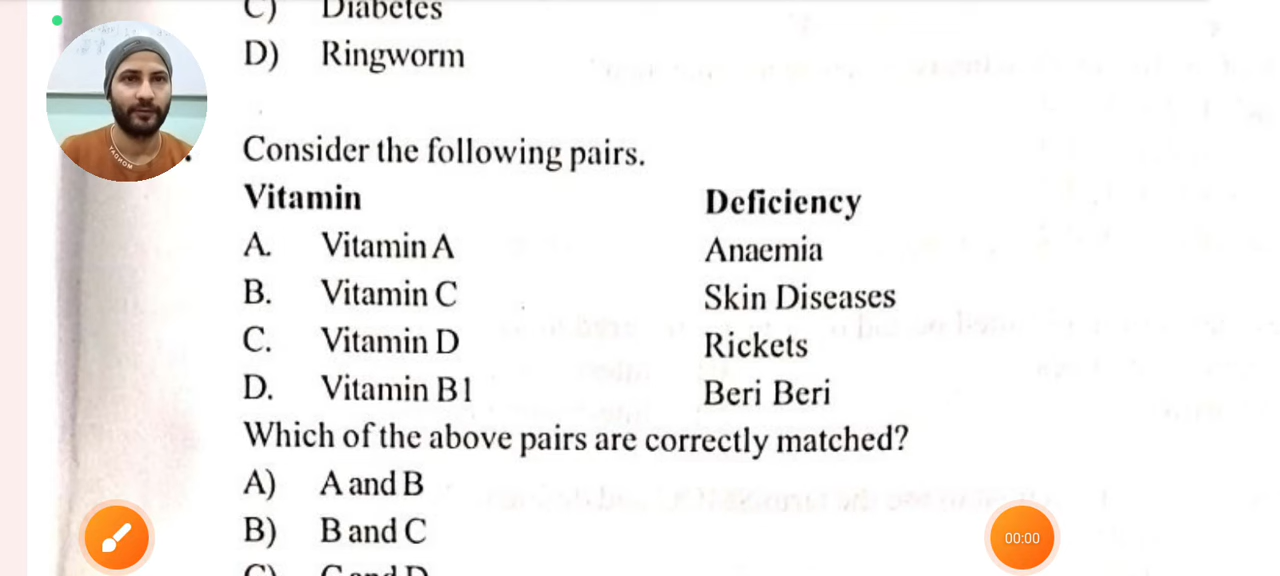 C) Diabetes
D) Ringworm
Consider the following pairs.
Vitamin Deficiency
A. Vitamin A Anaemia
B. Vitamin C Skin Diseases
C. Vitamin D Rickets
D. Vitamin B1 Beri Beri
Which of the above pairs are correctly matched?
A) A and B
B) B and C
C) C and D
00:00